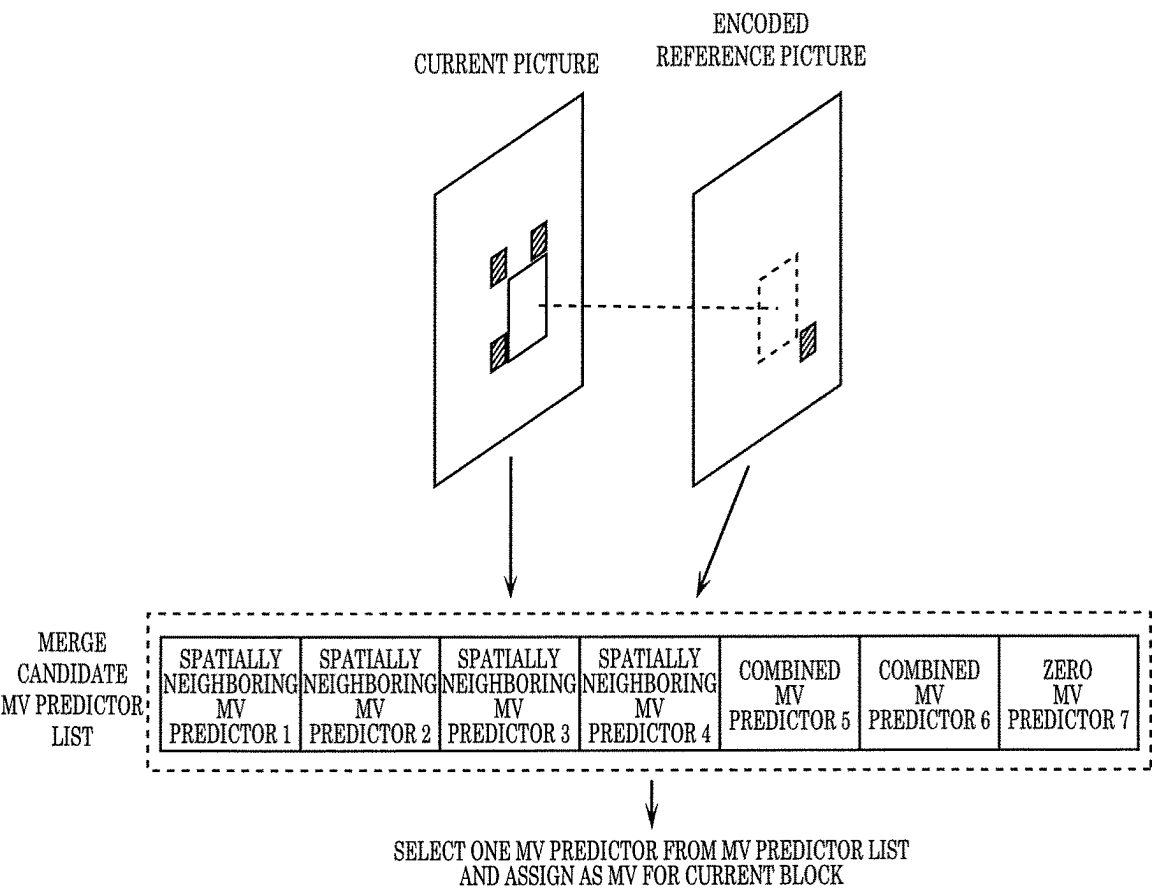 CURRENT PICTURE
ENCODED
REFERENCE PICTURE
MERGE
CANDIDATE
MV PREDICTOR
LIST
SPATIALLY
NEIGHBORING
MV
PREDICTOR 1
SPATIALLY
NEIGHBORING
MV
PREDICTOR 2
SPATIALLY
NEIGHBORING
MV
PREDICTOR 3
SPATIALLY
NEIGHBORING
MV
PREDICTOR 4
COMBINED
MV
PREDICTOR 5
COMBINED
MV
PREDICTOR 6
ZERO
MV
PREDICTOR 7
SELECT ONE MV PREDICTOR FROM MV PREDICTOR LIST
AND ASSIGN AS MV FOR CURRENT BLOCK